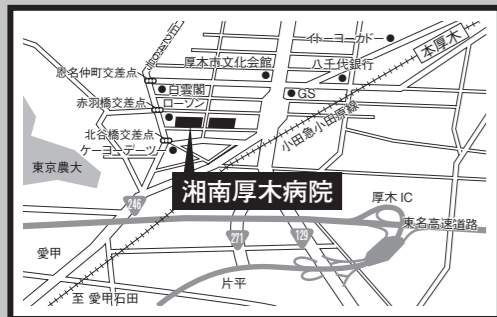 イトーヨーカドー
本厚木
厚木市文化会館
八千代銀行
恩名仲町交差点
白雲閣
GS
赤羽橋交差点
ローソン
小田急小田原線
北谷橋交差点
ケーヨーデーツー
東京農大
湘南厚木病院
246
厚木IC
東名高速道路
271
129
愛甲
片平
至 愛甲石田